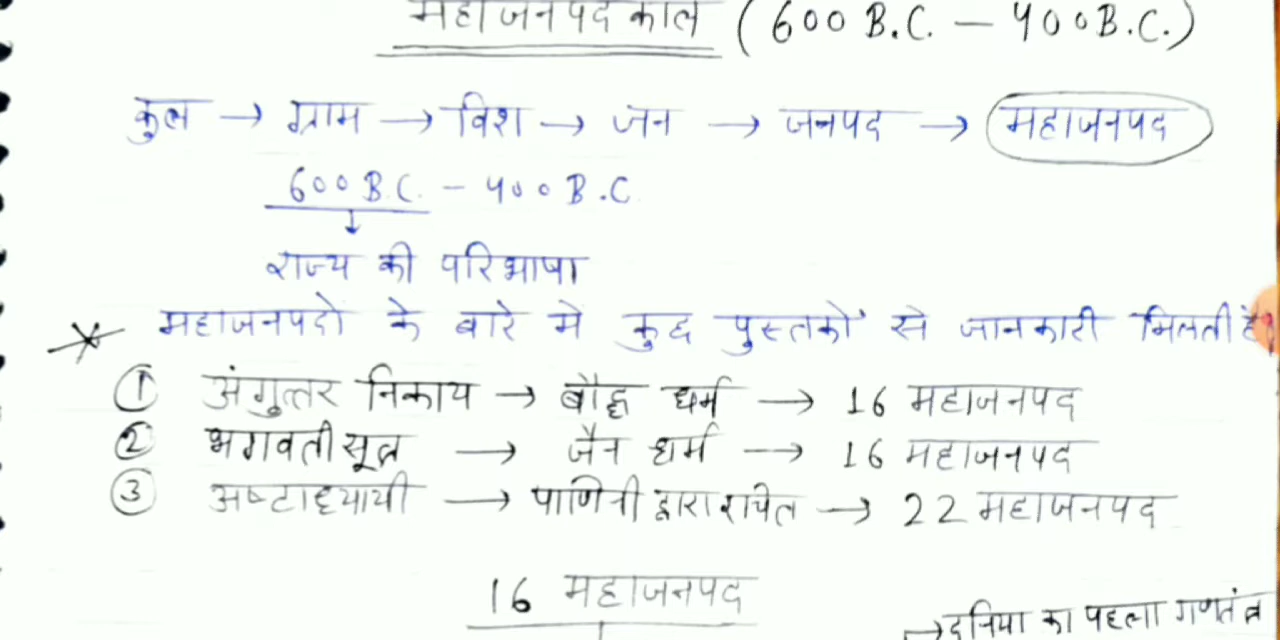 महाजनपद काल (600 B.C. – 400 B.C.)
कुल → ग्राम → विश → जन → जनपद → महाजनपद
600 B.C. – 400 B.C
↓
राज्य की परिभाषा
महाजनपदो के बारे मे कुछ पुस्तकों से जानकारी मिलती है
① अंगुत्तर निकाय → बौद्ध धर्म → 16 महाजनपद
② भगवती सूत्र → जैन धर्म → 16 महाजनपद
③ अष्टाध्यायी → पाणिनी द्वारा रचित → 22 महाजनपद
16 महाजनपद
→ दुनिया का पहला गणतंत्र